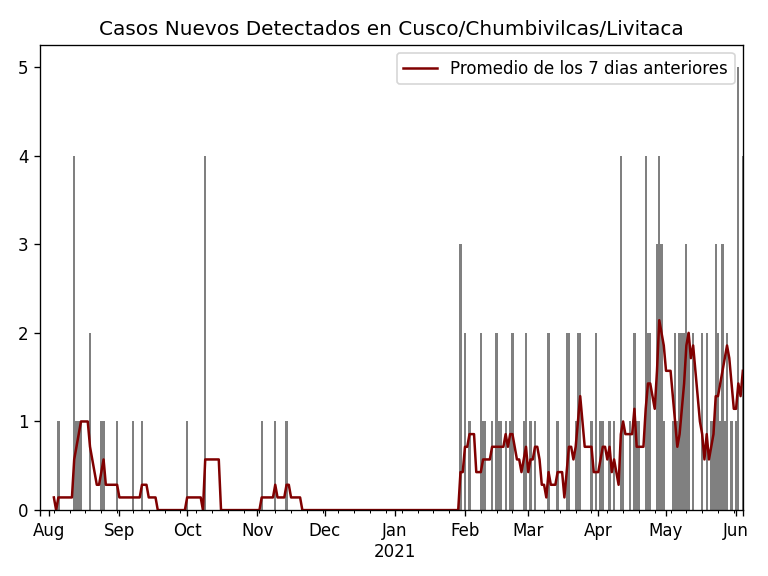 Casos Nuevos Detectados en Cusco/Chumbivilcas/Livitaca
Promedio de los 7 dias anteriores
5
4
3
2
1
0
Aug Sep Oct Nov Dec Jan Feb Mar Apr May Jun
2021